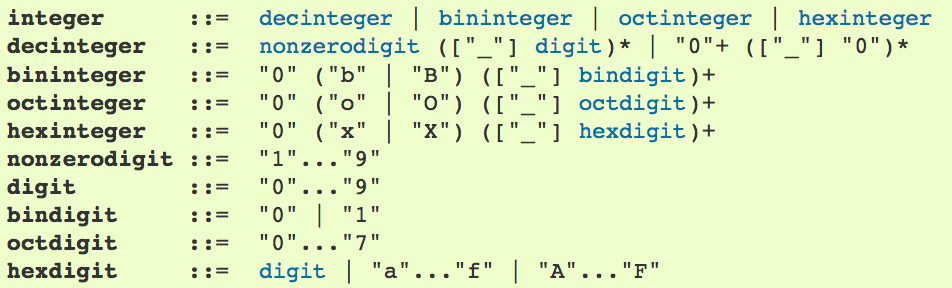 integer ::= decinteger | bininteger | octinteger | hexinteger
decinteger ::= nonzerodigit (["_"] digit)* | "0"+ (["_"] "0")*
bininteger ::= "0" ("b" | "B") (["_"] bindigit)+
octinteger ::= "0" ("o" | "O") (["_"] octdigit)+
hexinteger ::= "0" ("x" | "X") (["_"] hexdigit)+
nonzerodigit ::= "1"..."9"
digit ::= "0"..."9"
bindigit ::= "0" | "1"
octdigit ::= "0"..."7"
hexdigit ::= digit | "a"..."f" | "A"..."F"